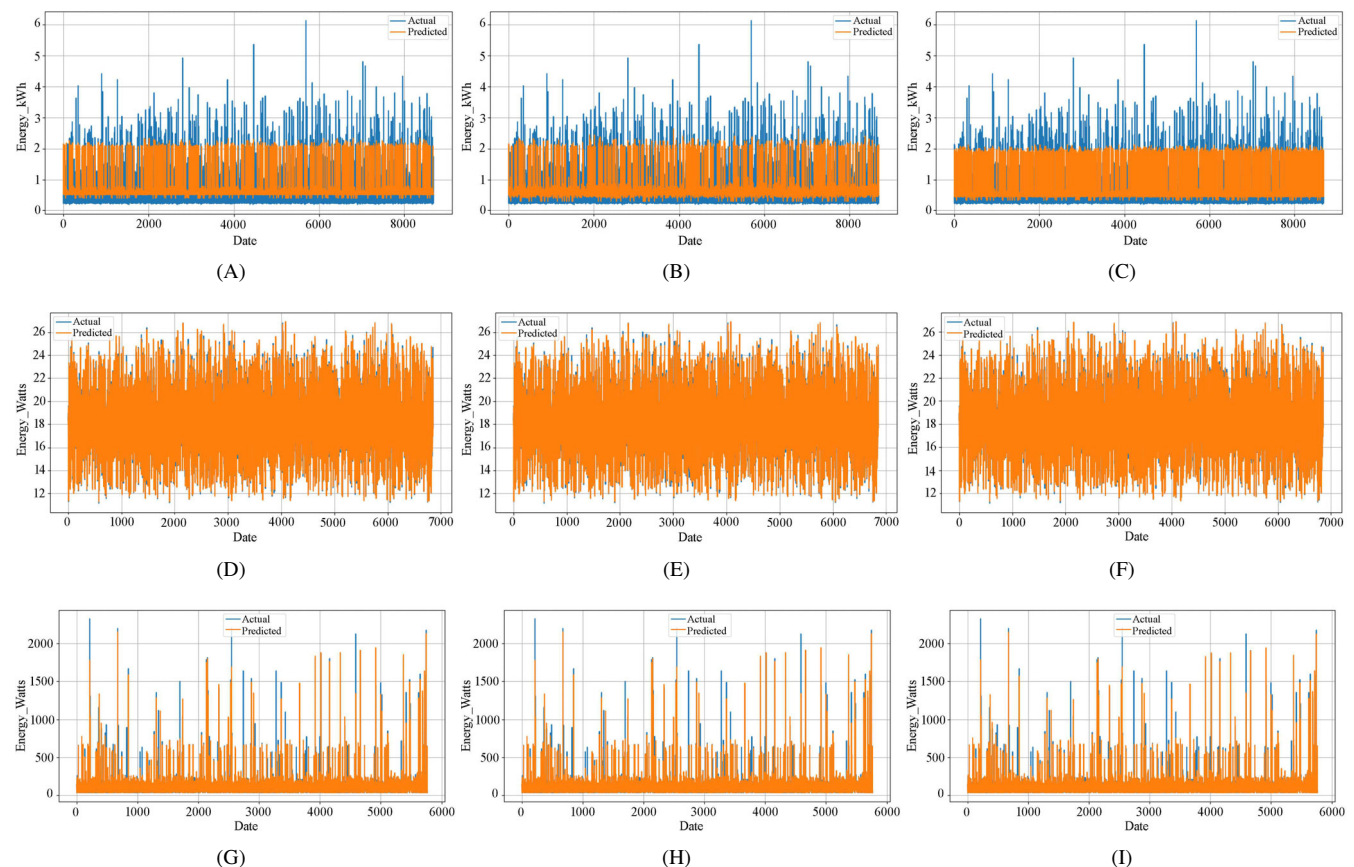 Energy_kWh
6
5
4
3
2
1
0
Actual
Predicted
0 2000 4000 6000 8000
Date
(A)
Energy_kWh
6
5
4
3
2
1
0
Actual
Predicted
0 2000 4000 6000 8000
Date
(B)
Energy_kWh
6
5
4
3
2
1
0
Actual
Predicted
0 2000 4000 6000 8000
Date
(C)
Energy_Watts
26
24
22
20
18
16
14
12
Actual
Predicted
0 1000 2000 3000 4000 5000 6000 7000
Date
(D)
Energy_Watts
26
24
22
20
18
16
14
12
Actual
Predicted
0 1000 2000 3000 4000 5000 6000 7000
Date
(E)
Energy_Watts
26
24
22
20
18
16
14
12
Actual
Predicted
0 1000 2000 3000 4000 5000 6000 7000
Date
(F)
Energy_Watts
2000
1500
1000
500
0
Actual
Predicted
0 1000 2000 3000 4000 5000 6000
Date
(G)
Energy_Watts
2000
1500
1000
500
0
Actual
Predicted
0 1000 2000 3000 4000 5000 6000
Date
(H)
Energy_Watts
2000
1500
1000
500
0
Actual
Predicted
0 1000 2000 3000 4000 5000 6000
Date
(I)